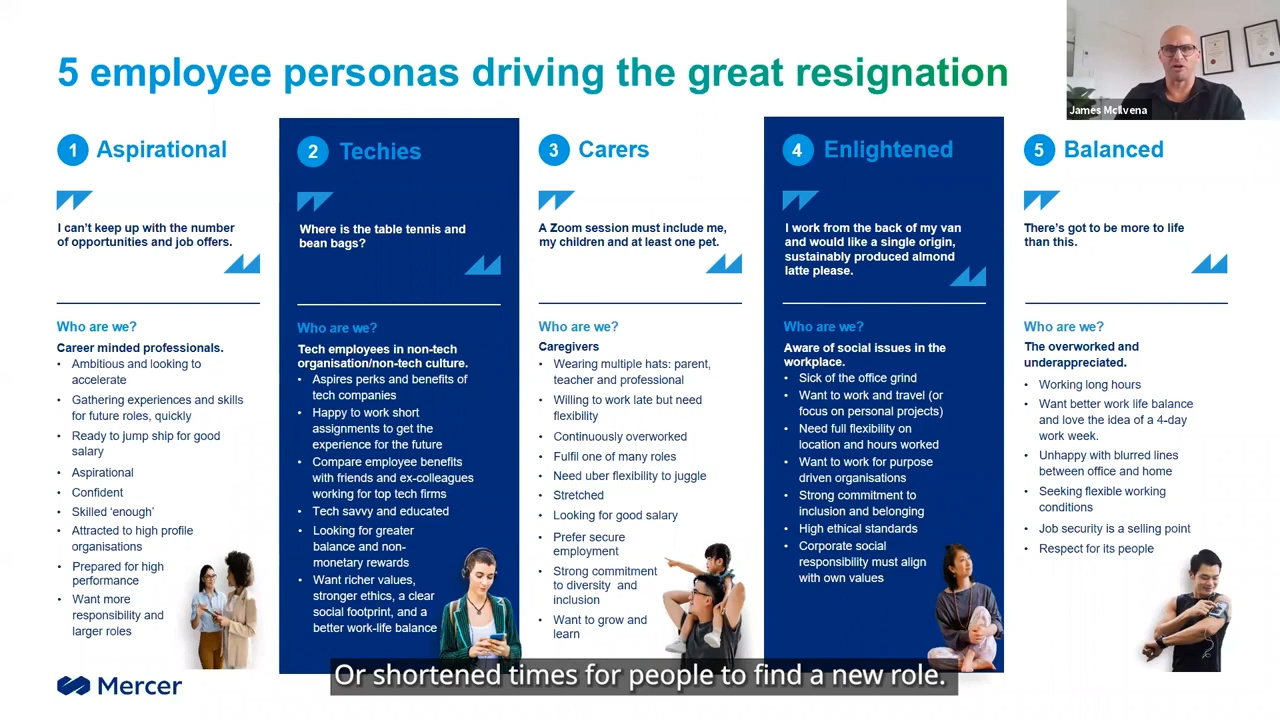 5 employee personas driving the great resignation
James McIlvena
1 Aspirational
I can't keep up with the number
of opportunities and job offers.
Who are we?
Career minded professionals.
• Ambitious and looking to
accelerate
• Gathering experiences and skills
for future roles, quickly
• Ready to jump ship for good
salary
• Aspirational
• Confident
• Skilled 'enough'
• Attracted to high profile
organisations
• Prepared for high
performance
• Want more
responsibility and
larger roles
2 Techies
Where is the table tennis and
bean bags?
Who are we?
Tech employees in non-tech
organisation/non-tech culture.
• Aspires perks and benefits of
tech companies
• Happy to work short
assignments to get the
experience for the future
• Compare employee benefits
with friends and ex-colleagues
working for top tech firms
• Tech savvy and educated
• Looking for greater
balance and non-
monetary rewards
• Want richer values,
stronger ethics, a clear
social footprint, and a
better work-life balance
3 Carers
A Zoom session must include me,
my children and at least one pet.
Who are we?
Caregivers
• Wearing multiple hats: parent,
teacher and professional
• Willing to work late but need
flexibility
• Continuously overworked
• Fulfil one of many roles
• Need uber flexibility to juggle
• Stretched
• Looking for good salary
• Prefer secure
employment
• Strong commitment
to diversity and
inclusion
• Want to grow and
learn
4 Enlightened
I work from the back of my van
and would like a single origin,
sustainably produced almond
latte please.
Who are we?
Aware of social issues in the
workplace.
• Sick of the office grind
• Want to work and travel (or
focus on personal projects)
• Need full flexibility on
location and hours worked
• Want to work for purpose
driven organisations
• Strong commitment to
inclusion and belonging
• High ethical standards
• Corporate social
responsibility must align
with own values
5 Balanced
There's got to be more to life
than this.
Who are we?
The overworked and
underappreciated.
• Working long hours
• Want better work life balance
and love the idea of a 4-day
work week.
• Unhappy with blurred lines
between office and home
• Seeking flexible working
conditions
• Job security is a selling point
• Respect for its people
Mercer
Or shortened times for people to find a new role.